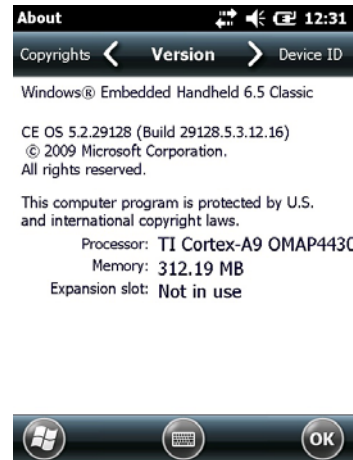 About 12:31
Copyrights Version Device ID
Windows® Embedded Handheld 6.5 Classic
CE OS 5.2.29128 (Build 29128.5.3.12.16)
© 2009 Microsoft Corporation.
All rights reserved.
This computer program is protected by U.S.
and international copyright laws.
Processor: TI Cortex-A9 OMAP4430
Memory: 312.19 MB
Expansion slot: Not in use
OK